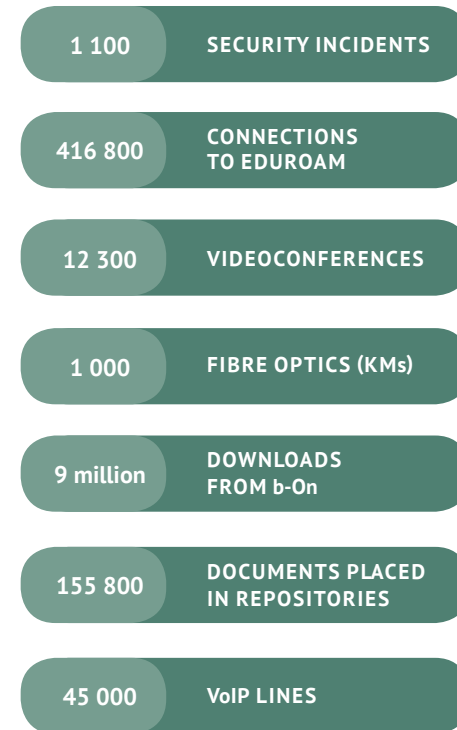 1 100 SECURITY INCIDENTS
416 800 CONNECTIONS
TO EDUROAM
12 300 VIDEOCONFERENCES
1 000 FIBRE OPTICS (KMs)
9 million DOWNLOADS
FROM b-On
155 800 DOCUMENTS PLACED
IN REPOSITORIES
45 000 VoIP LINES